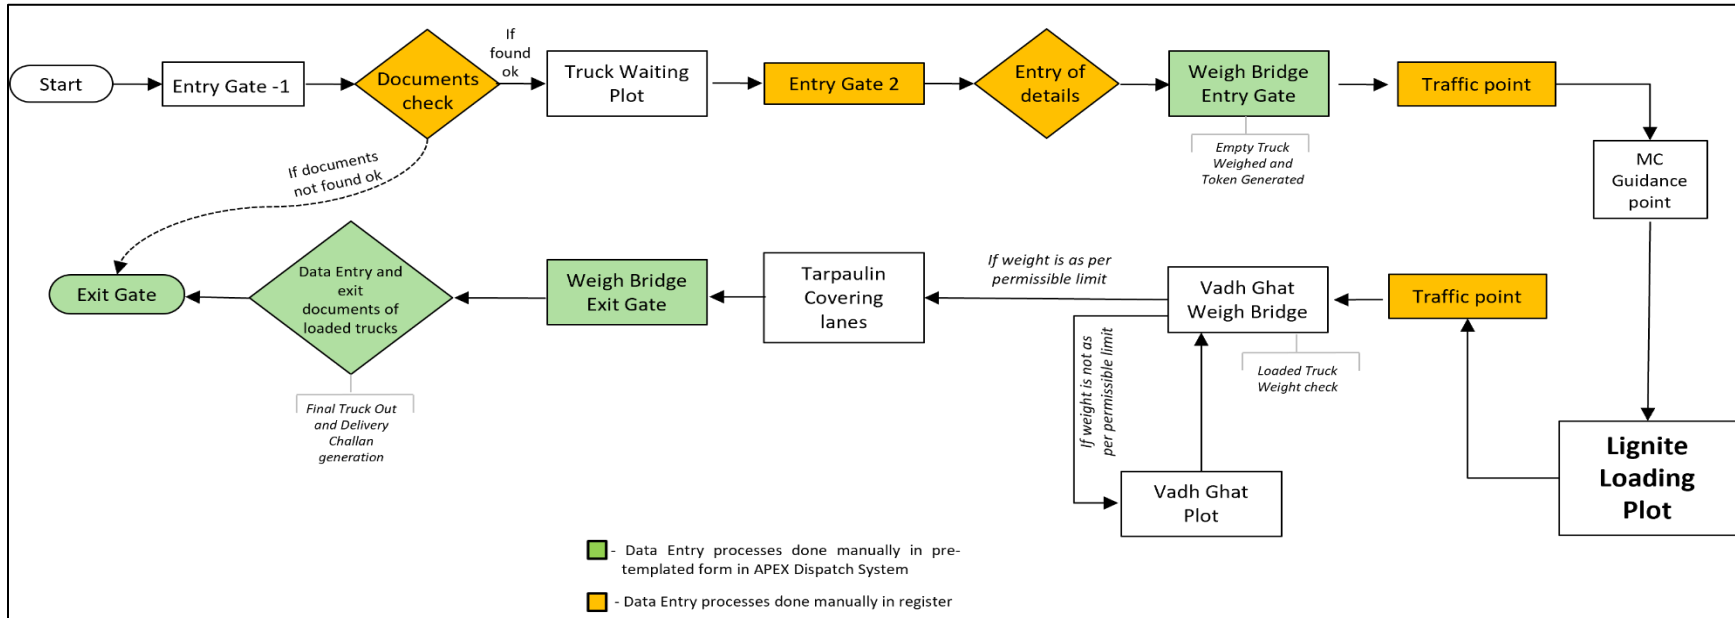 If
found
ok
Start
Entry Gate -1
Documents
check
Truck Waiting
Plot
Entry Gate 2
Entry of
details
Weigh Bridge
Entry Gate
Traffic point
Empty Truck
Weighed and
Token Generated
MC
Guidance
point
If documents
not found ok
Exit Gate
Data Entry and
exit
documents of
loaded trucks
Weigh Bridge
Exit Gate
Tarpaulin
Covering
lanes
If weight is as per
permissible limit
Vadh Ghat
Weigh Bridge
Traffic point
If weight is not as
per permissible limit
Loaded Truck
Weight check
Final Truck Out
and Delivery
Challan
generation
Vadh Ghat
Plot
Lignite
Loading
Plot
- Data Entry processes done manually in pre-
templated form in APEX Dispatch System
- Data Entry processes done manually in register